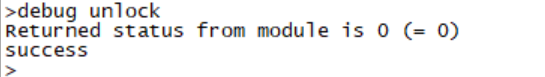 >debug unlock
Returned status from module is 0 (= 0)
success
>